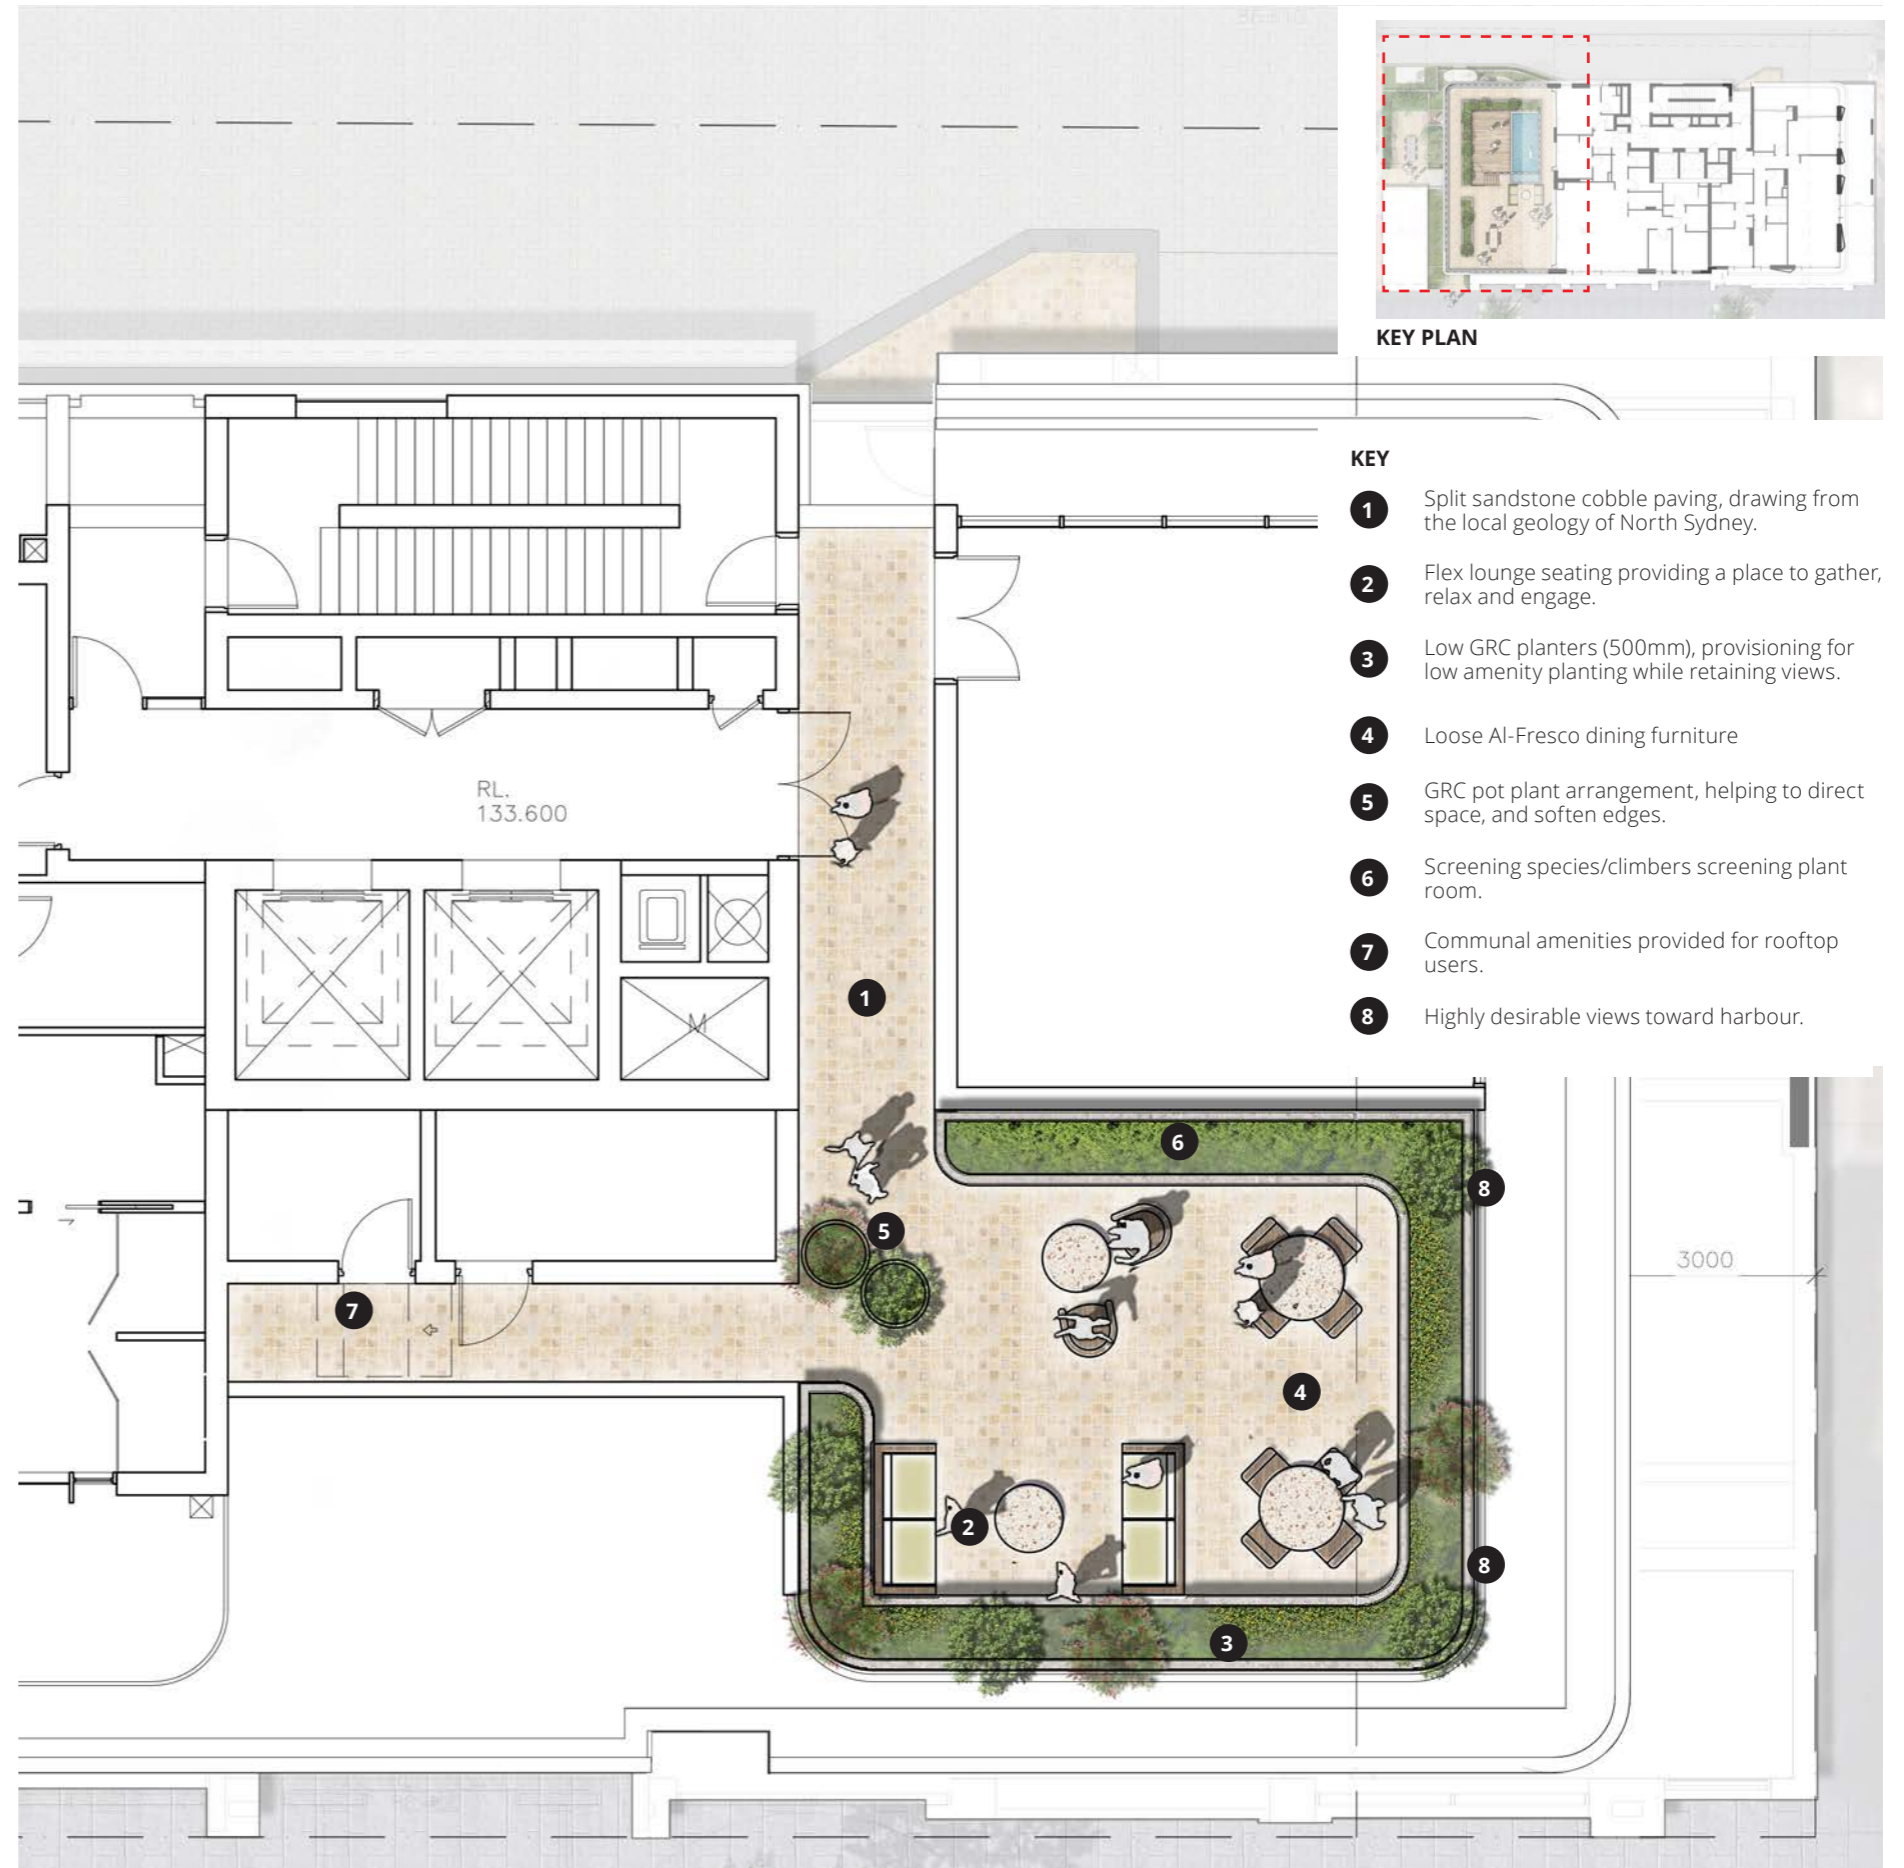 KEY PLAN
KEY
1 Split sandstone cobble paving, drawing from
the local geology of North Sydney.
2 Flex lounge seating providing a place to gather,
relax and engage.
3 Low GRC planters (500mm), provisioning for
low amenity planting while retaining views.
4 Loose Al-Fresco dining furniture
5 GRC pot plant arrangement, helping to direct
space, and soften edges.
6 Screening species/climbers screening plant
room.
7 Communal amenities provided for rooftop
users.
8 Highly desirable views toward harbour.
RL.
133.600
M
1
6
8
5
3000
7
4
2
8
3